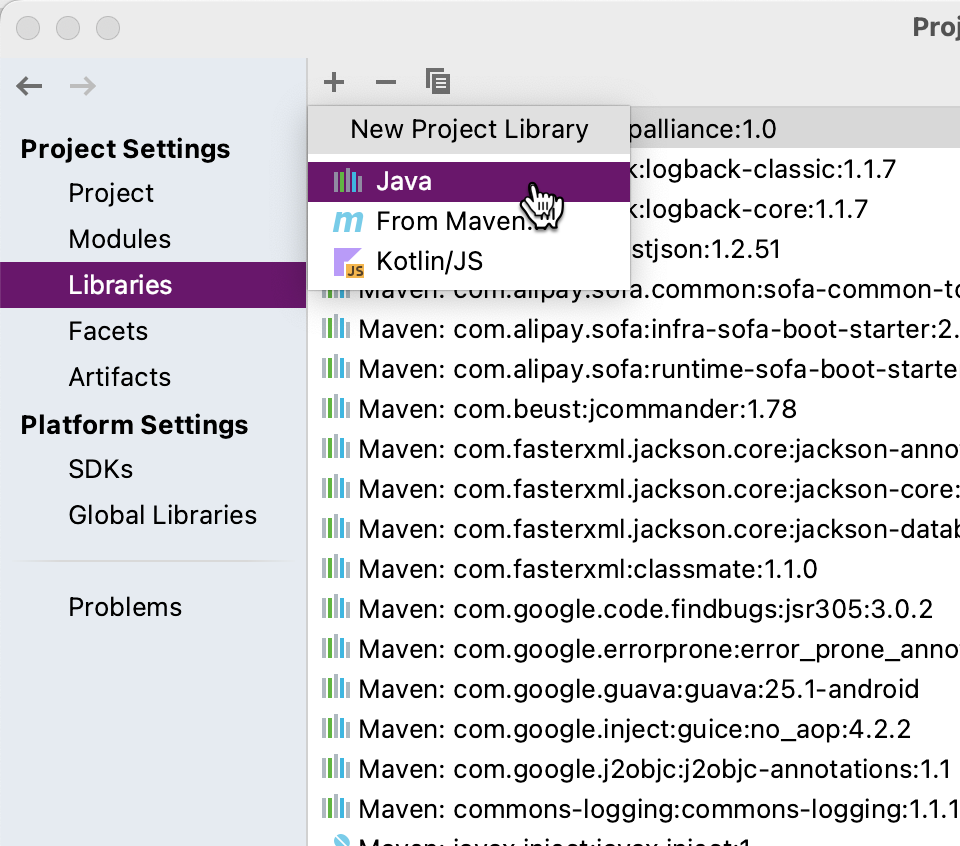 Proj
Project Settings
Project
Modules
Libraries
Facets
Artifacts
Platform Settings
SDKs
Global Libraries
Problems
New Project Library
Java
From Maven..
Kotlin/JS
JS
palliance:1.0
k:logback-classic:1.1.7
k:logback-core:1.1.7
stjson:1.2.51
Maven: com.alipay.sofa.common:sofa-common-to
Maven: com.alipay.sofa:infra-sofa-boot-starter:2.
Maven: com.alipay.sofa:runtime-sofa-boot-starte
Maven: com.beust:jcommander:1.78
Maven: com.fasterxml.jackson.core:jackson-anno
Maven: com.fasterxml.jackson.core:jackson-core:
Maven: com.fasterxml.jackson.core:jackson-datab
Maven: com.fasterxml:classmate:1.1.0
Maven: com.google.code.findbugs:jsr305:3.0.2
Maven: com.google.errorprone:error_prone_anno
Maven: com.google.guava:guava:25.1-android
Maven: com.google.inject:guice:no_aop:4.2.2
Maven: com.google.j2objc:j2objc-annotations:1.1
Maven: commons-logging:commons-logging:1.1.1
Maven: javax.inject:javax.inject:1